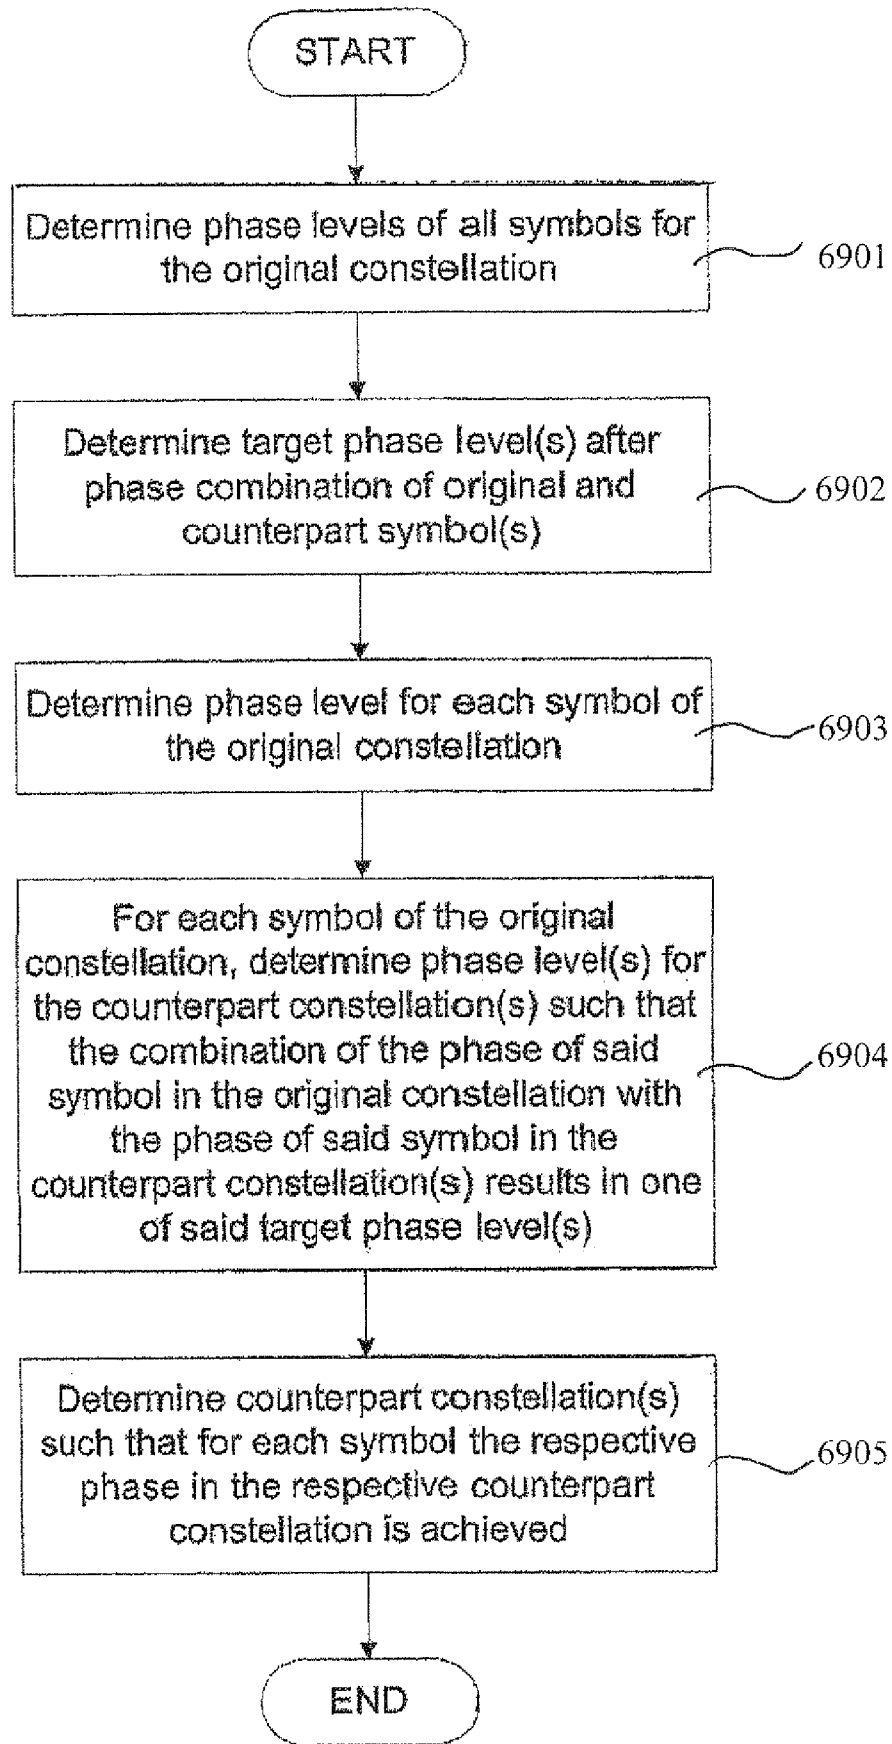 START
Determine phase levels of all symbols for
the original constellation
6901
Determine target phase level(s) after
phase combination of original and
counterpart symbol(s)
6902
Determine phase level for each symbol of
the original constellation
6903
For each symbol of the original
constellation, determine phase level(s) for
the counterpart constellation(s) such that
the combination of the phase of said
symbol in the original constellation with
the phase of said symbol in the
counterpart constellation(s) results in one
of said target phase level(s)
6904
Determine counterpart constellation(s)
such that for each symbol the respective
phase in the respective counterpart
constellation is achieved
6905
END